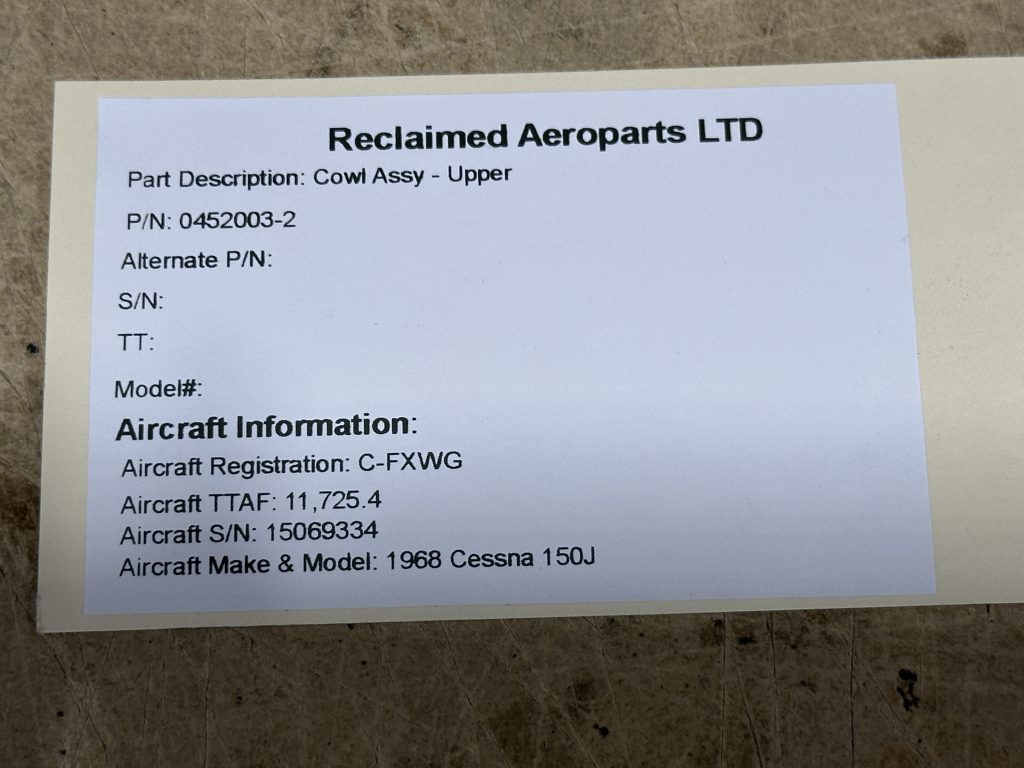 Reclaimed Aeroparts LTD
Part Description: Cowl Assy - Upper
P/N: 0452003-2
Alternate P/N:
S/N:
TT:
Model#:
Aircraft Information:
Aircraft Registration: C-FXWG
Aircraft TTAF: 11,725.4
Aircraft S/N: 15069334
Aircraft Make & Model: 1968 Cessna 150J